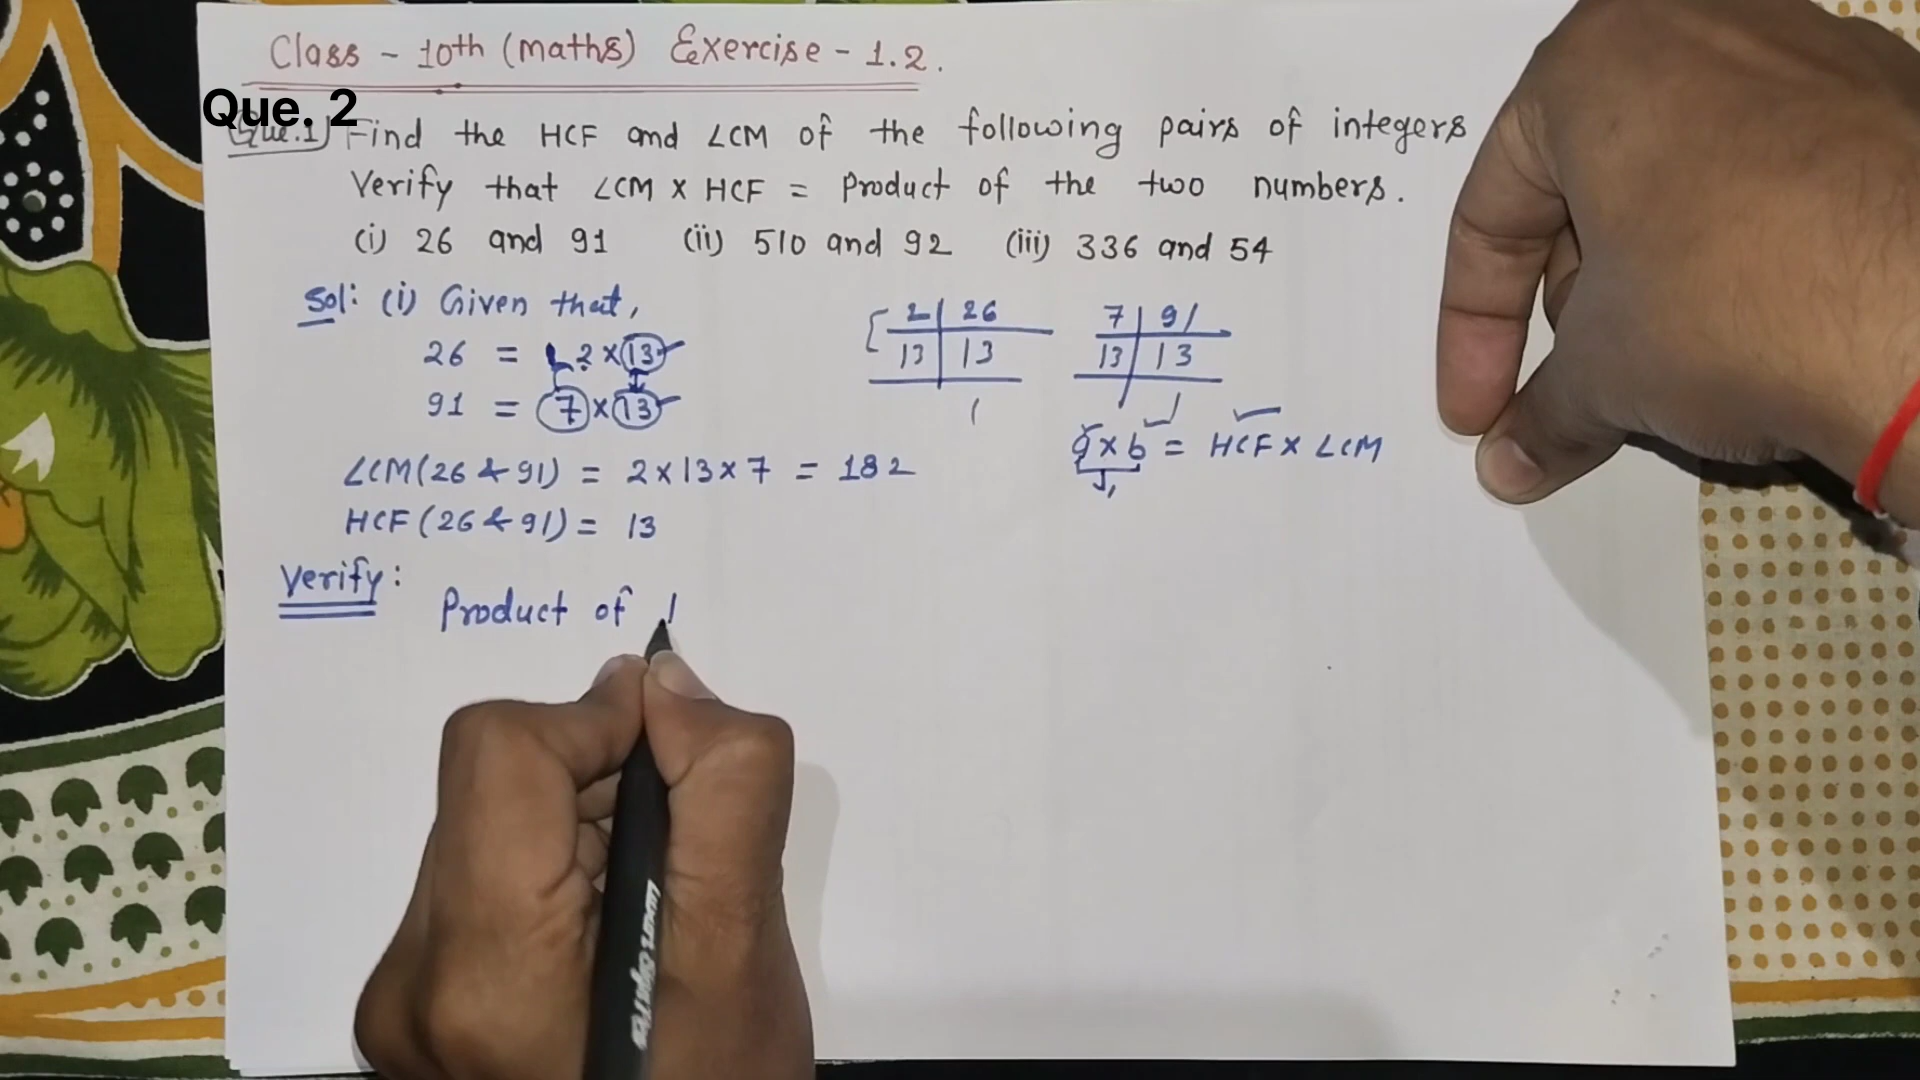 Class - 10th (maths) Exercise - 1.2.
Que. 2
Que.1) Find the HCF and LCM of the following pairs of integers
Verify that LCM x HCF = Product of the two numbers.
(i) 26 and 91 (ii) 510 and 92 (iii) 336 and 54
Sol: (i) Given that,
26 = 2 x 13
91 = 7 x 13
2 | 26
13 | 13
1
7 | 91
13 | 13
1
a x b = HCF x LCM
LCM (26 & 91) = 2 x 13 x 7 = 182
HCF (26 & 91) = 13
Verify:
Product of